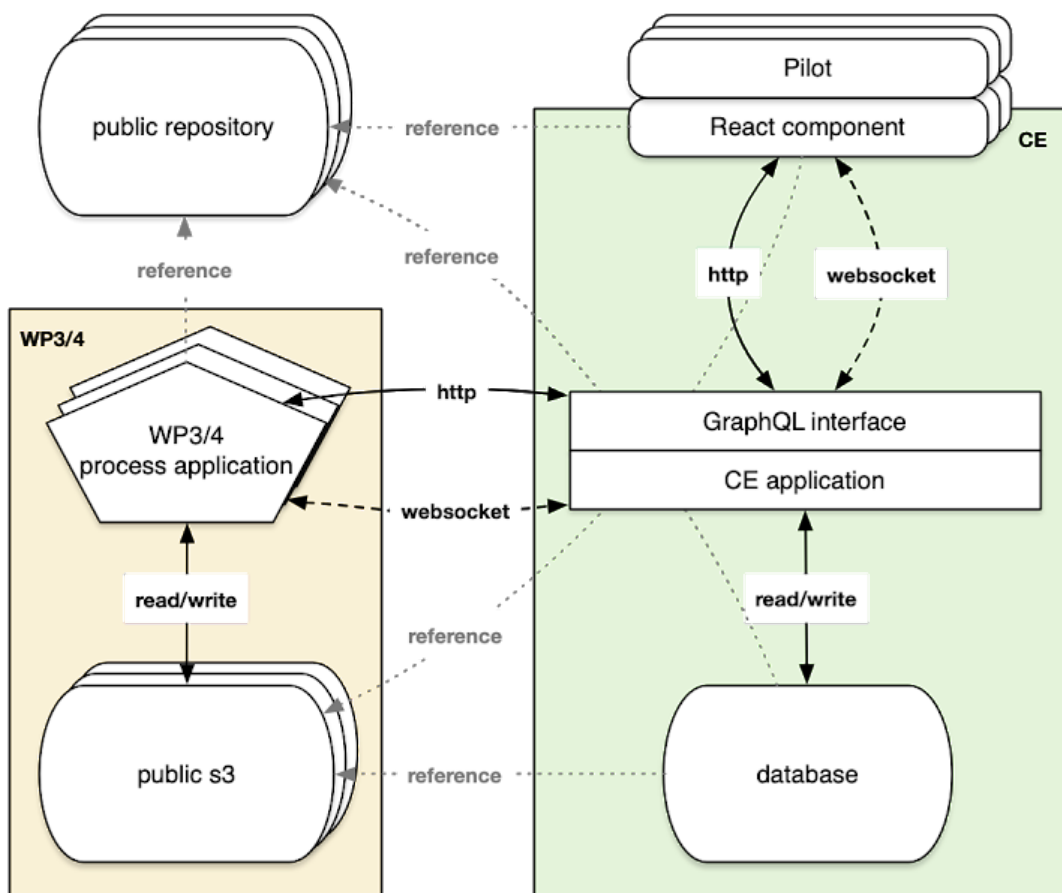 Pilot
public repository
reference
React component
CE
reference
reference
http
websocket
WP3/4
http
GraphQL interface
WP3/4
process application
CE application
websocket
read/write
read/write
reference
public s3
reference
database